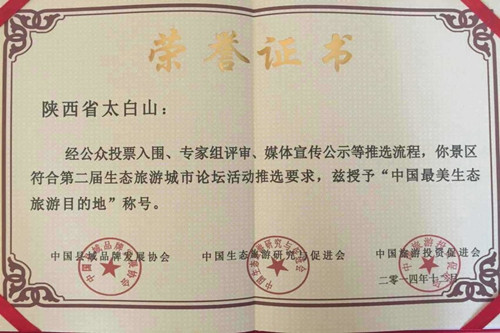 荣誉证书
陕西省太白山：
经公众投票入围、专家组评审、媒体宣传公示等推选流程，你景区
符合第二届生态旅游城市论坛活动推选要求，兹授予“中国最美生态
旅游目的地”称号。
中国县域品牌发展协会 中国生态旅游研究与促进会 中国旅游投资促进会
二〇一四年十二月